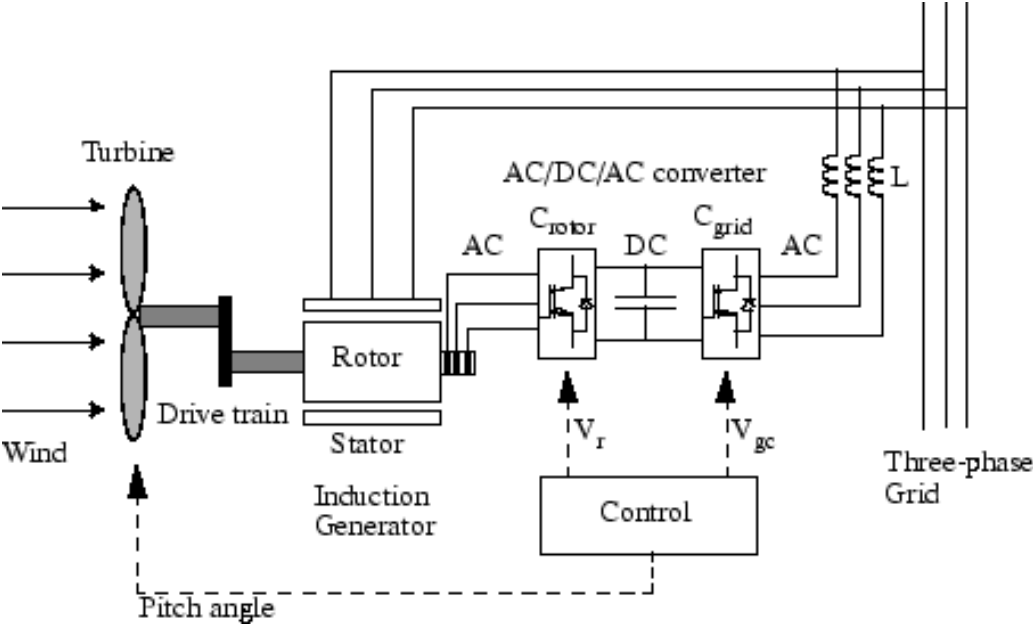 Turbine
AC/DC/AC converter
L
C_rotor
C_grid
AC
DC
AC
Rotor
Drive train
Stator
Wind
V_r
V_gc
Three-phase
Grid
Induction
Generator
Control
Pitch angle